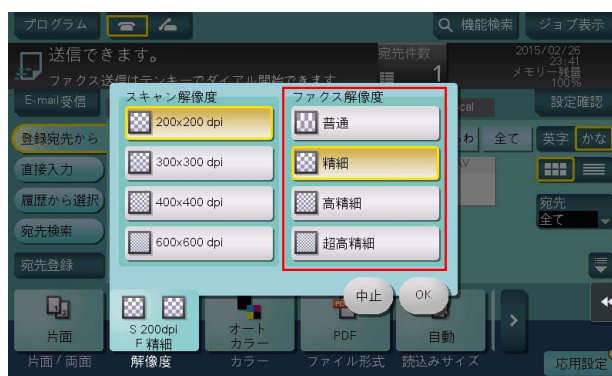 プログラム
機能検索
ジョブ表示
送信できます。
宛先件数
1
2015/02/26
23:41
メモリー残量
100%
ファクス送信はテンキーでダイアル開始できます
E-mail受信
設定確認
スキャン解像度
200x200 dpi
300x300 dpi
400x400 dpi
600x600 dpi
ファクス解像度
普通
精細
高精細
超高精細
中止
OK
登録宛先から
直接入力
履歴から選択
宛先検索
宛先登録
わ
全て
英字
かな
宛先
全て
片面
S 200dpi
F 精細
オート
カラー
PDF
自動
片面/両面
解像度
カラー
ファイル形式
読込みサイズ
応用設定